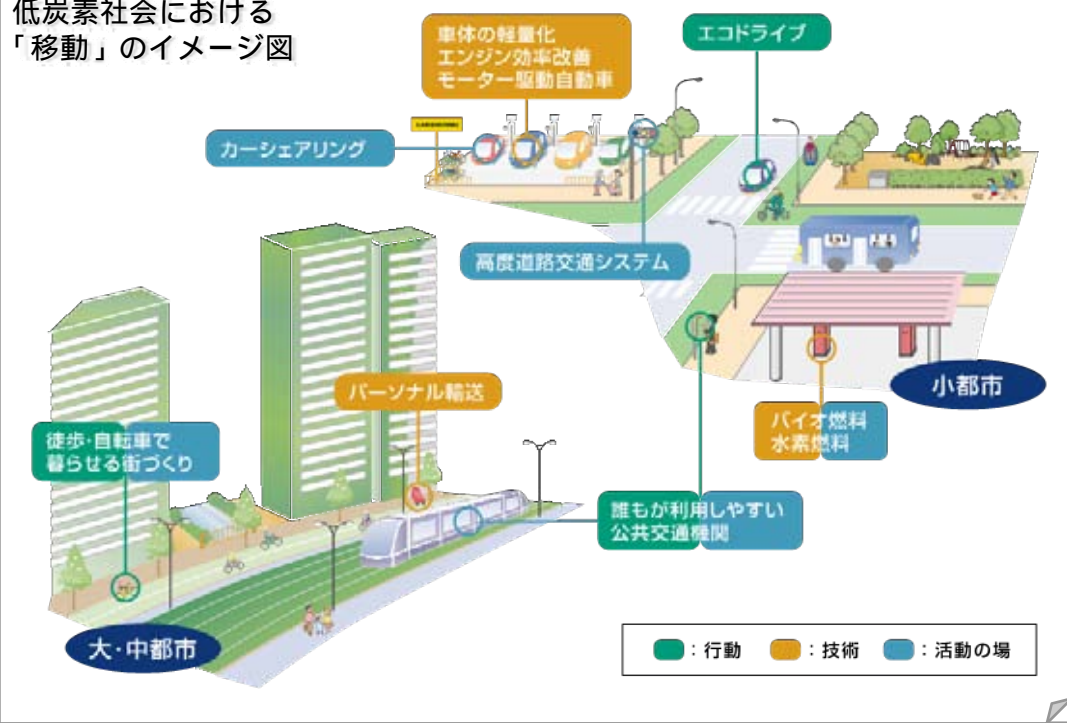 低炭素社会における
「移動」のイメージ図
車体の軽量化
エンジン効率改善
モーター駆動自動車
エコドライブ
カーシェアリング
高度道路交通システム
小都市
パーソナル輸送
バイオ燃料
水素燃料
徒歩・自転車で
暮らせる街づくり
誰もが利用しやすい
公共交通機関
大・中都市
:行動 :技術 :活動の場